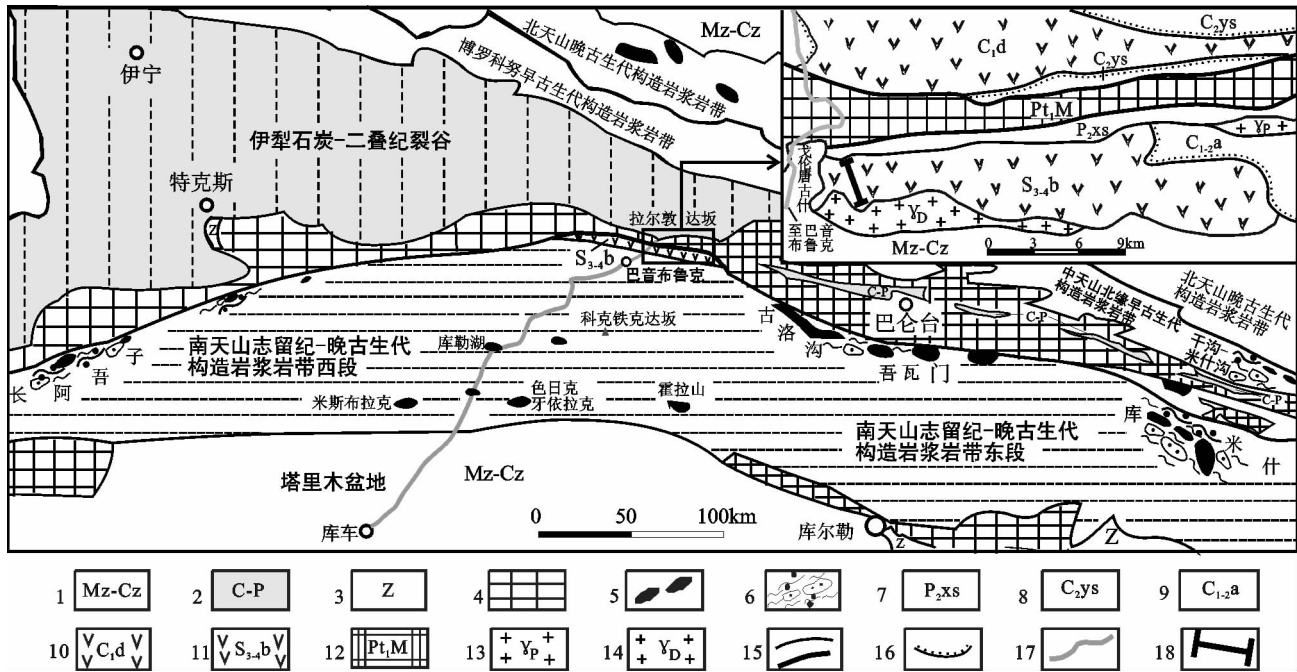 伊宁
特克斯
Z
伊犁石炭-二叠纪裂谷
博罗科努早古生代构造岩浆岩带
北天山晚古生代构造岩浆岩带
Mz-Cz
拉尔敦达坂
S₃₋₄b
巴音布鲁克
C₂ys
C₁d
C₂ys
Pt₁M
P₂xs
γP
C₁₋₂a
戈伦唐古什
S₃₋₄b
γD
至巴音
布鲁克
Mz-Cz
0 3 6 9km
C-P
巴仑台
C-P
中天山北缘早古生代
构造岩浆岩带
北天山晚古生代
构造岩浆岩带
干沟-
米什沟
C-P
古洛沟
乌瓦门
科克铁克达坂
库勒湖
南天山志留纪-晚古生代
构造岩浆岩带西段
长阿吾子
米斯布拉克
色日克
牙依拉克
霍拉山
南天山志留纪-晚古生代
构造岩浆岩带东段
库米什
塔里木盆地
Mz-Cz
库车
0 50 100km
库尔勒
Z
Z
1 Mz-Cz 2 C-P 3 Z 4 5 6 7 P₂xs 8 C₂ys 9 C₁₋₂a
10 C₁d 11 S₃₋₄b 12 Pt₁M 13 γP 14 γD 15 16 17 18